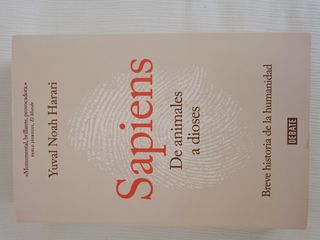 «Monumental, brillante, provocadora.»
Yuval Noah Harari
Sapiens
De animales
a dioses
Breve historia de la humanidad
DEBATE